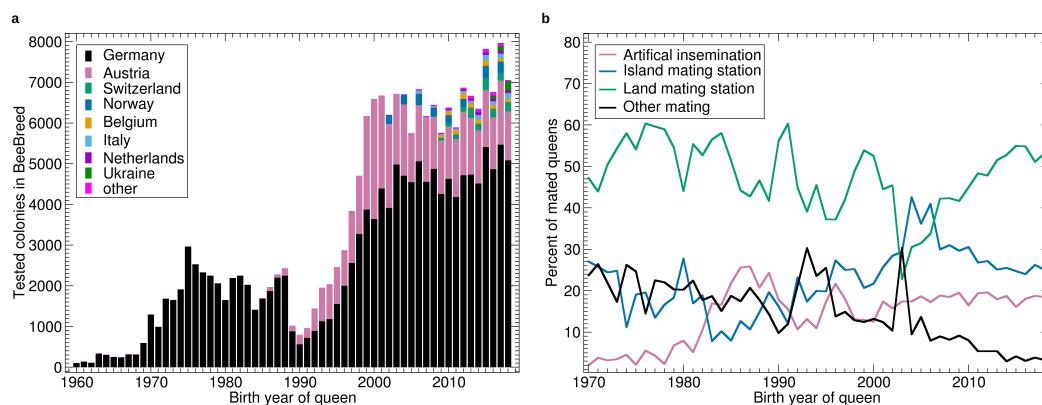 a
Tested colonies in BeeBreed
8000
7000
6000
5000
4000
3000
2000
1000
0
Germany
Austria
Switzerland
Norway
Belgium
Italy
Netherlands
Ukraine
other
1960 1970 1980 1990 2000 2010
Birth year of queen
b
Percent of mated queens
80
70
60
50
40
30
20
10
Artifical insemination
Island mating station
Land mating station
Other mating
1970 1980 1990 2000 2010
Birth year of queen